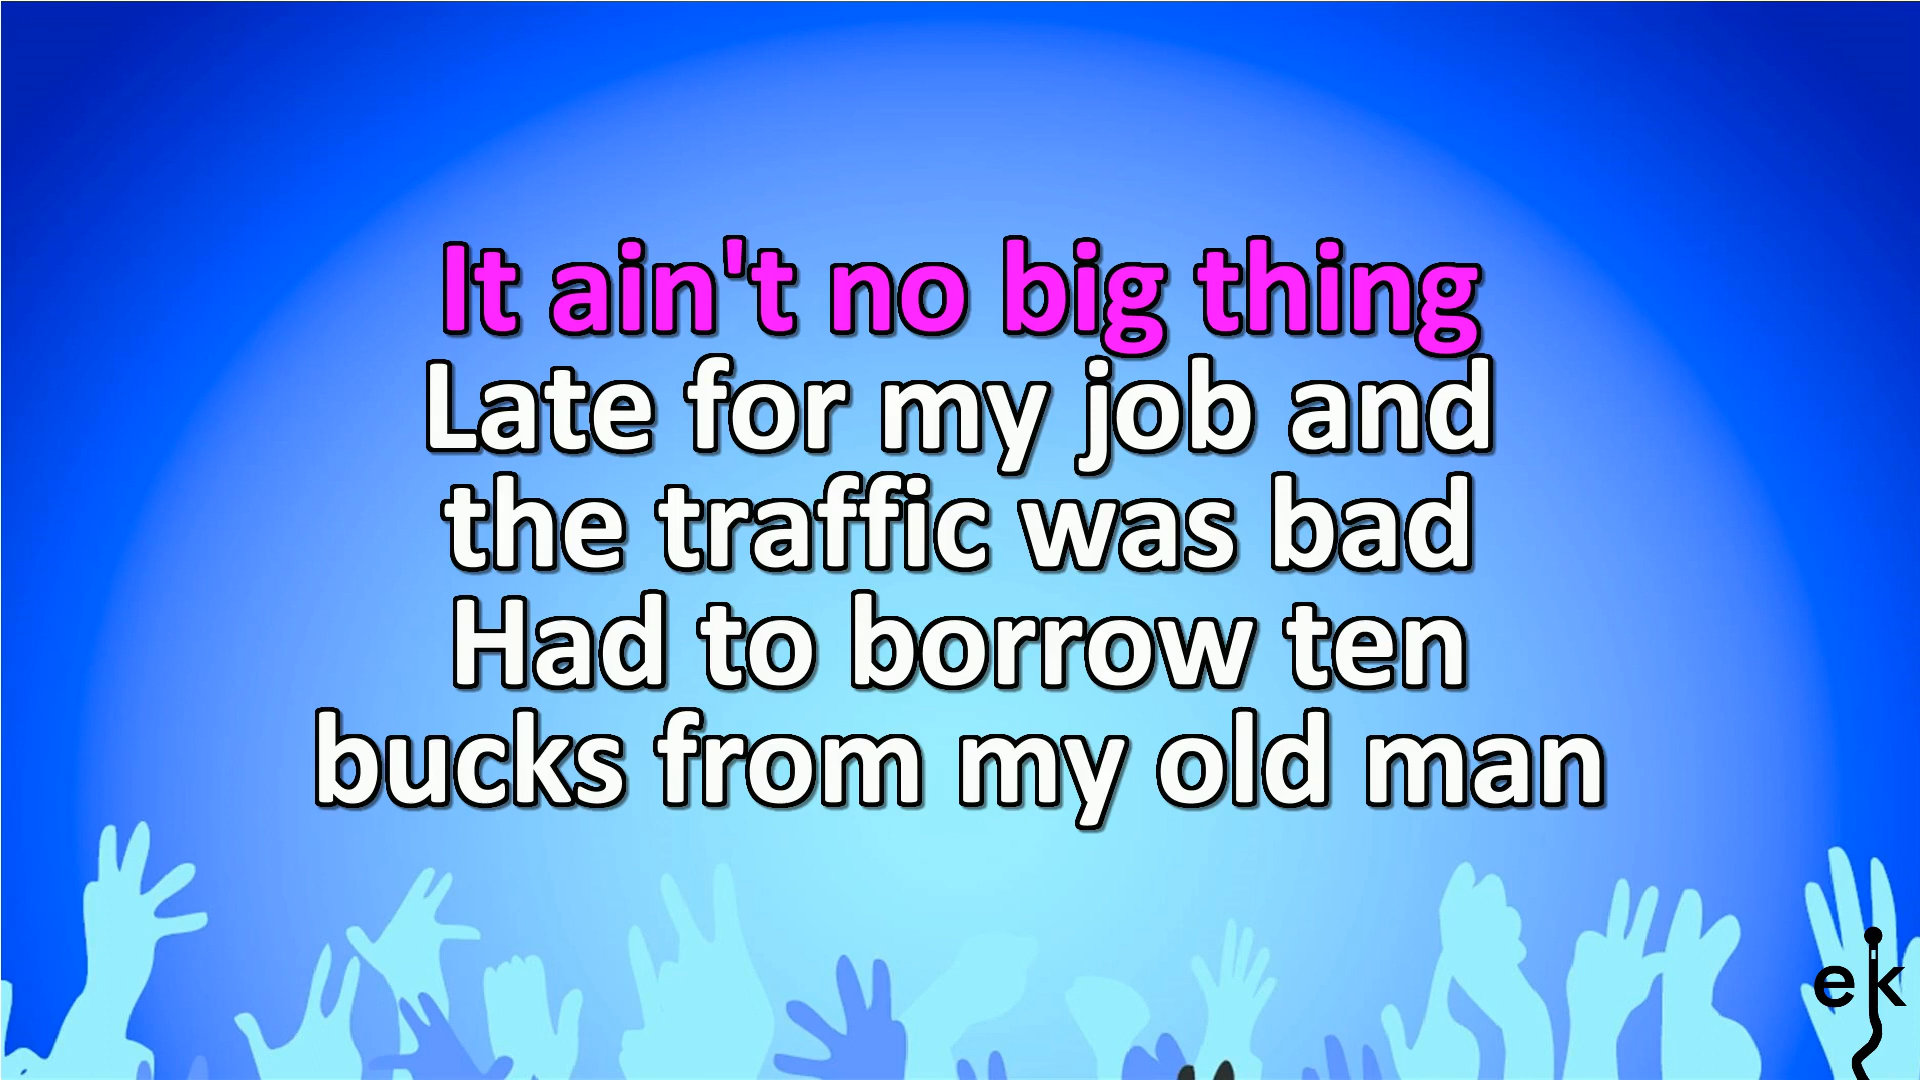 It ain't no big thing
Late for my job and
the traffic was bad
Had to borrow ten
bucks from my old man
ek